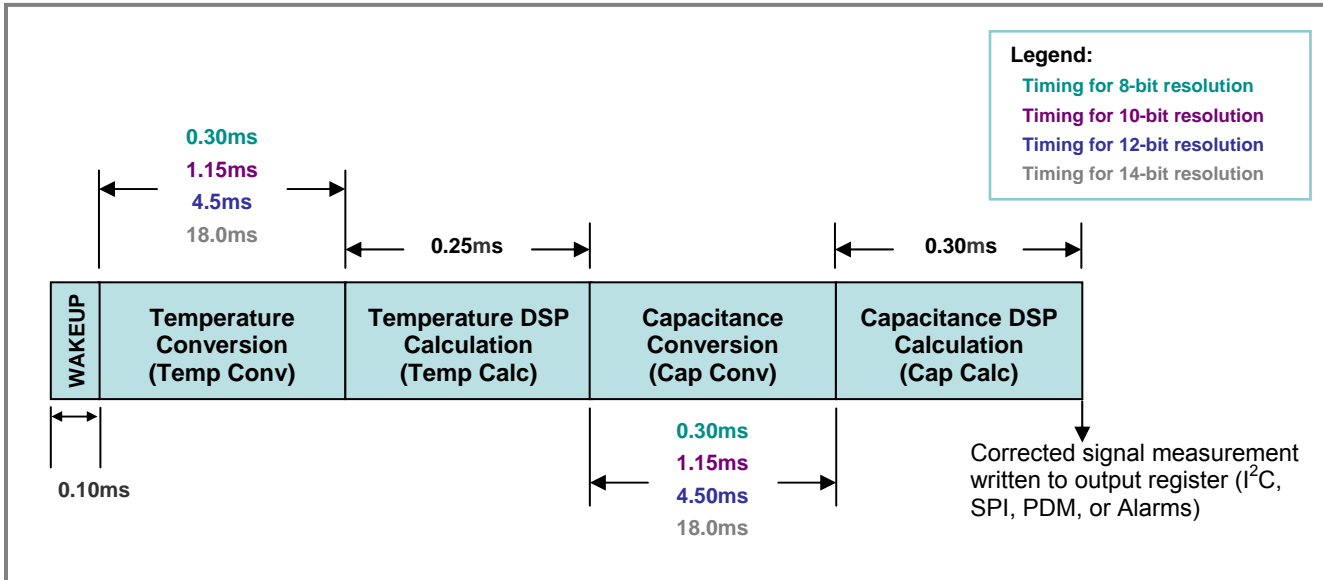 Legend:
Timing for 8-bit resolution
Timing for 10-bit resolution
Timing for 12-bit resolution
Timing for 14-bit resolution
0.30ms
1.15ms
4.5ms
18.0ms
0.25ms
0.30ms
WAKEUP
Temperature
Conversion
(Temp Conv)
Temperature DSP
Calculation
(Temp Calc)
Capacitance
Conversion
(Cap Conv)
Capacitance DSP
Calculation
(Cap Calc)
0.10ms
0.30ms
1.15ms
4.50ms
18.0ms
Corrected signal measurement
written to output register (I²C,
SPI, PDM, or Alarms)